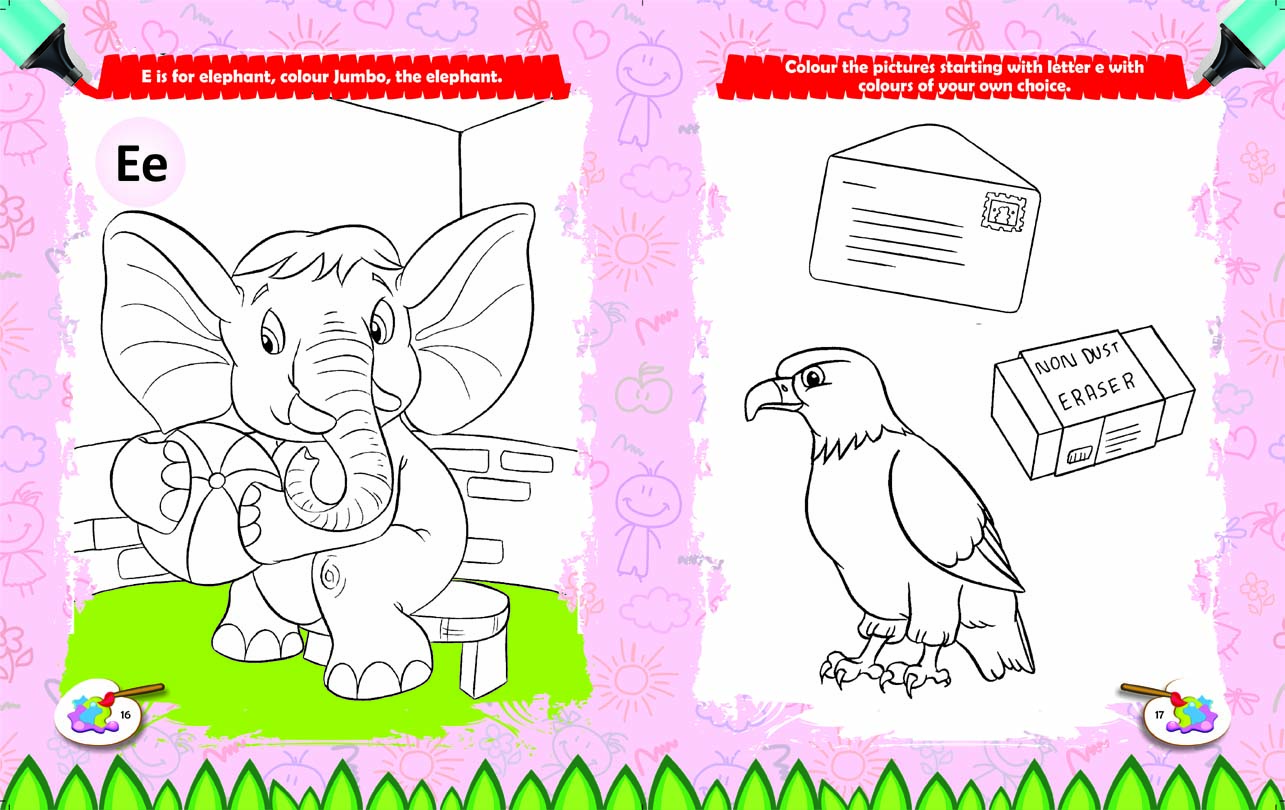 E is for elephant, colour Jumbo, the elephant.
Ee
16
Colour the pictures starting with letter e with
colours of your own choice.
NON DUST
ERASER
17